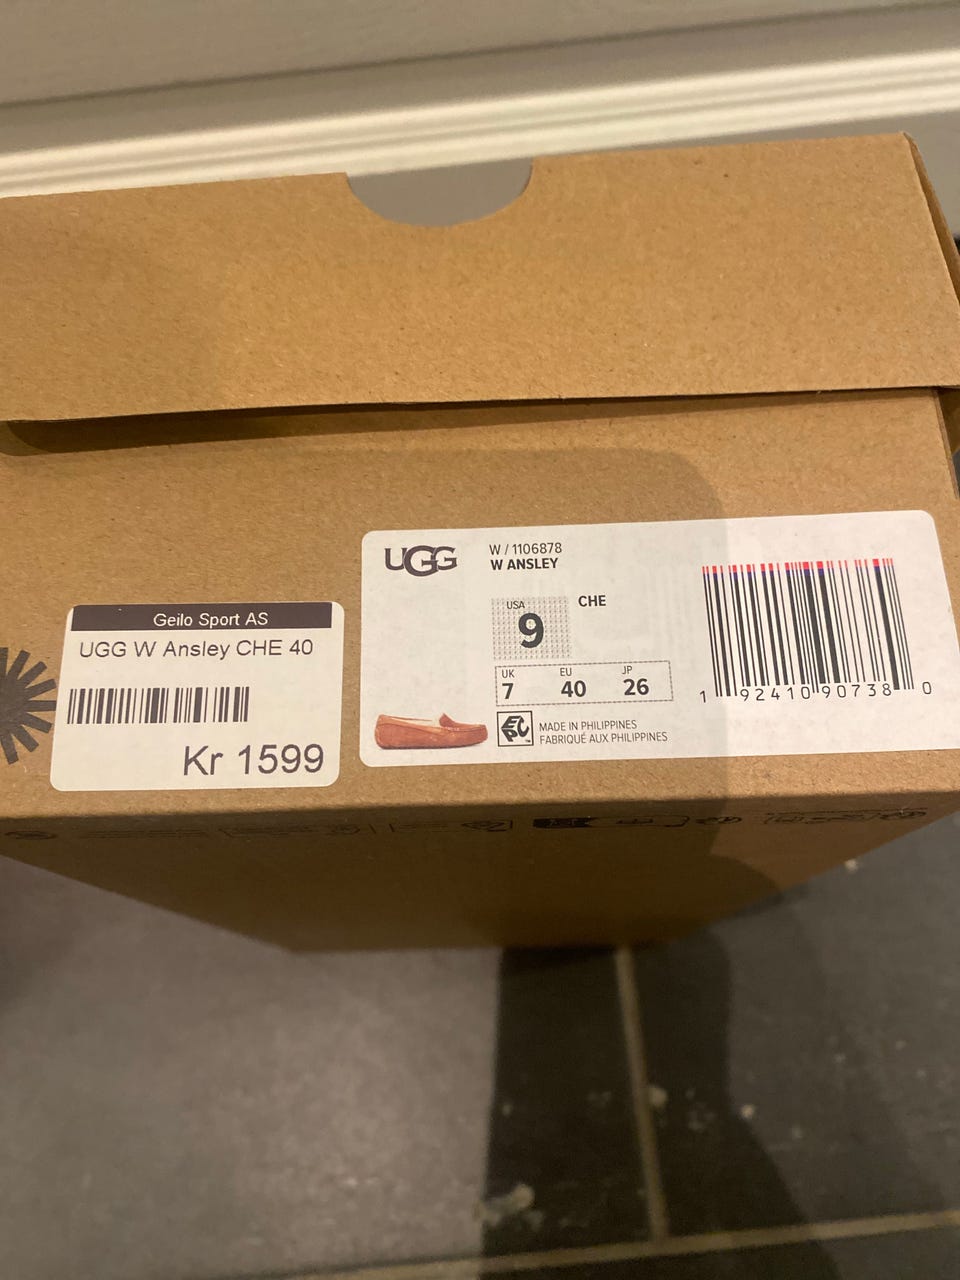 Geilo Sport AS
UGG W Ansley CHE 40
Kr 1599
UGG
W / 1106878
W ANSLEY
USA
9
CHE
UK
7
EU
40
JP
26
MADE IN PHILIPPINES
FABRIQUÉ AUX PHILIPPINES
1 92410 90738 0